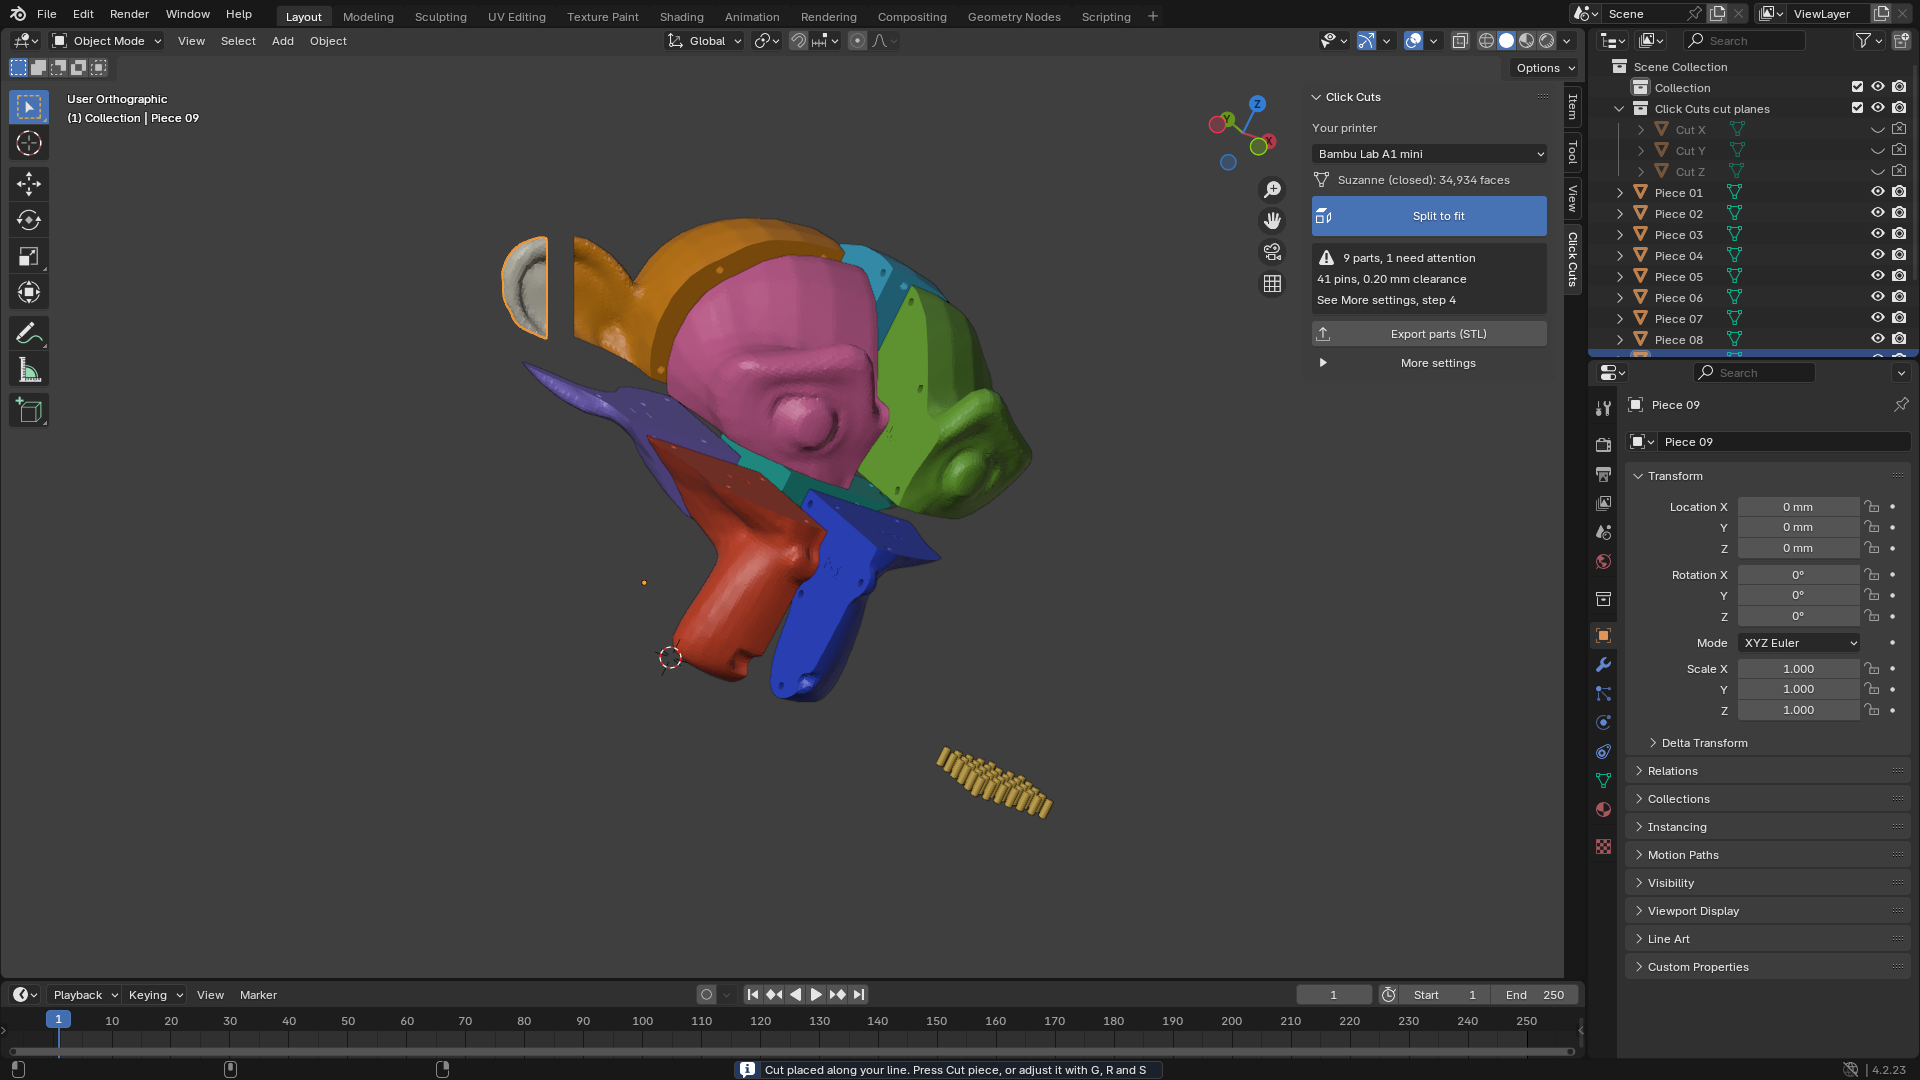 File Edit Render Window Help
Layout Modeling Sculpting UV Editing Texture Paint Shading Animation Rendering Compositing Geometry Nodes Scripting
Scene
ViewLayer
Object Mode View Select Add Object
Global
Search
Options
User Orthographic
(1) Collection | Piece 09
Z
Y
X
Click Cuts
Your printer
Bambu Lab A1 mini
Suzanne (closed): 34,934 faces
Split to fit
9 parts, 1 need attention
41 pins, 0.20 mm clearance
See More settings, step 4
Export parts (STL)
More settings
Item
Tool
View
Click Cuts
Scene Collection
Collection
Click Cuts cut planes
Cut X
Cut Y
Cut Z
Piece 01
Piece 02
Piece 03
Piece 04
Piece 05
Piece 06
Piece 07
Piece 08
Search
Piece 09
Piece 09
Transform
Location X 0 mm
Y 0 mm
Z 0 mm
Rotation X 0°
Y 0°
Z 0°
Mode XYZ Euler
Scale X 1.000
Y 1.000
Z 1.000
Delta Transform
Relations
Collections
Instancing
Motion Paths
Visibility
Viewport Display
Line Art
Custom Properties
Playback Keying View Marker
1 Start 1 End 250
1 10 20 30 40 50 60 70 80 90 100 110 120 130 140 150 160 170 180 190 200 210 220 230 240 250
Cut placed along your line. Press Cut piece, or adjust it with G, R and S
4.2.23